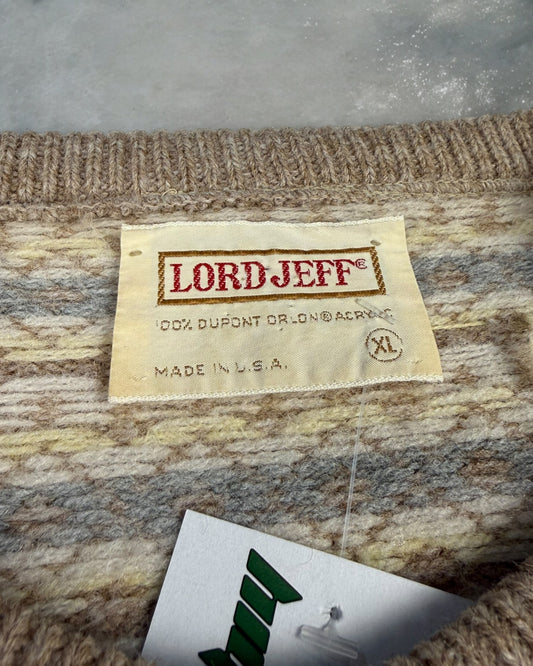 LORD JEFF®
100% DUPONT ORLON® ACRYLIC
XL
MADE IN U.S.A.